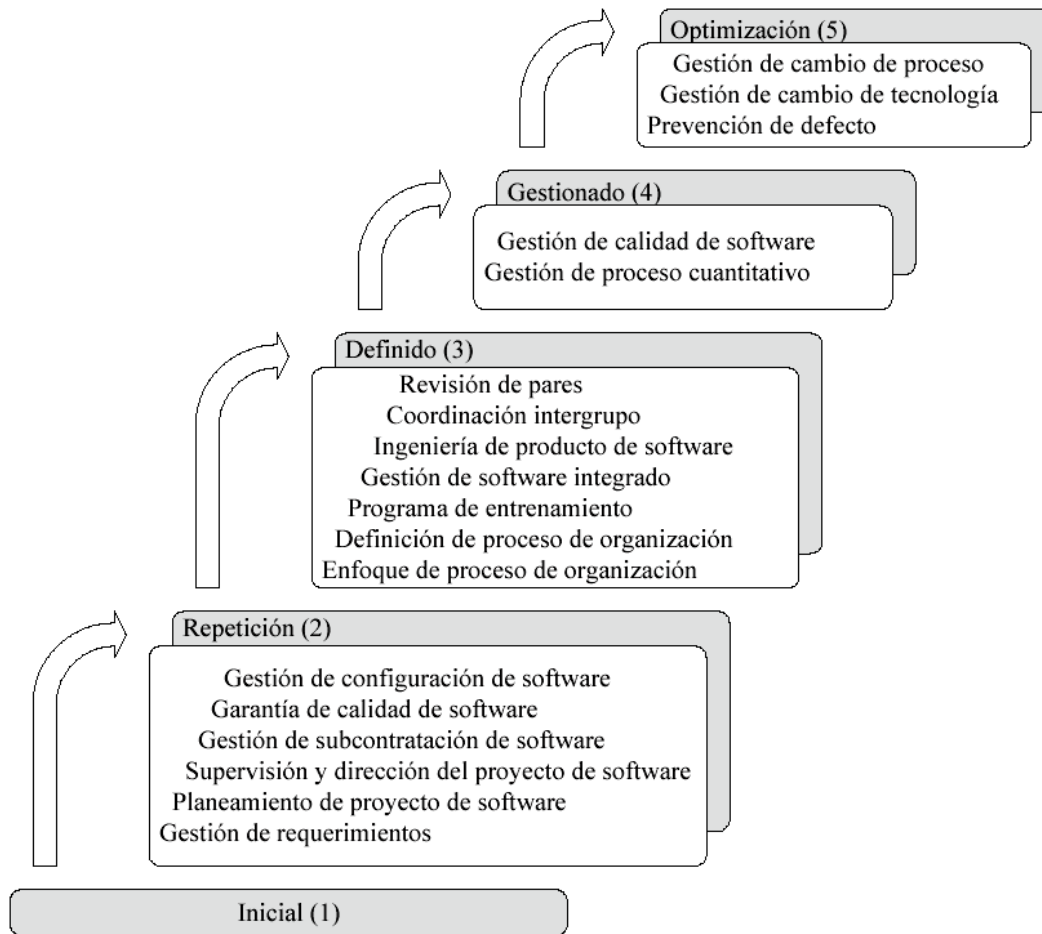 Optimización (5)
Gestión de cambio de proceso
Gestión de cambio de tecnología
Prevención de defecto
Gestionado (4)
Gestión de calidad de software
Gestión de proceso cuantitativo
Definido (3)
Revisión de pares
Coordinación intergrupo
Ingeniería de producto de software
Gestión de software integrado
Programa de entrenamiento
Definición de proceso de organización
Enfoque de proceso de organización
Repetición (2)
Gestión de configuración de software
Garantía de calidad de software
Gestión de subcontratación de software
Supervisión y dirección del proyecto de software
Planeamiento de proyecto de software
Gestión de requerimientos
Inicial (1)